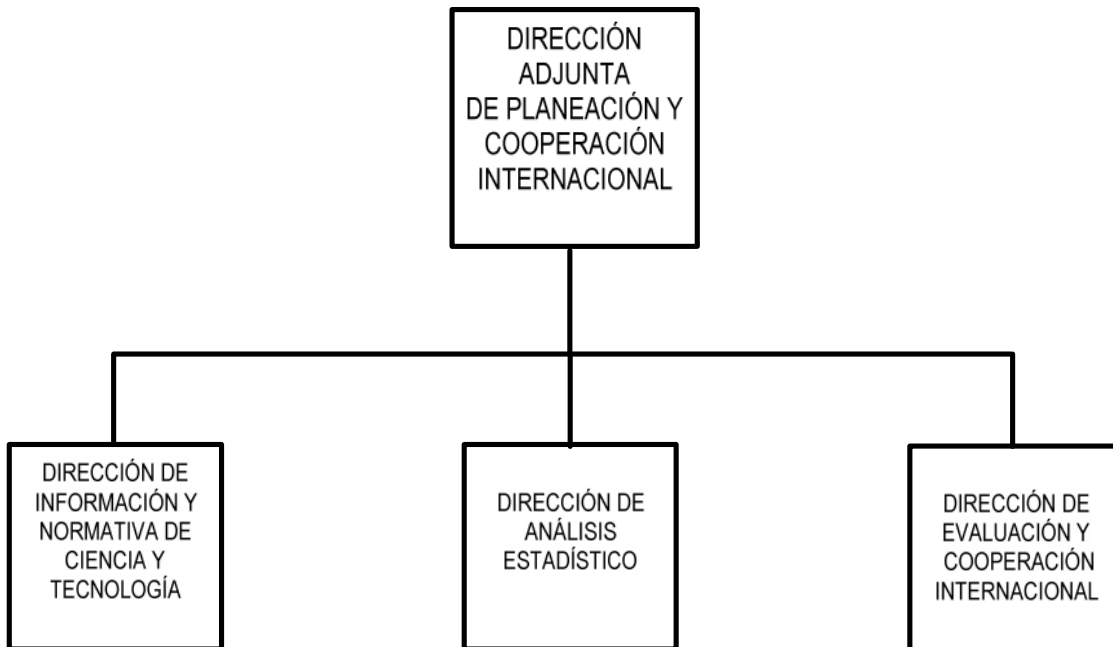 DIRECCIÓN
ADJUNTA
DE PLANEACIÓN Y
COOPERACIÓN
INTERNACIONAL
DIRECCIÓN DE
INFORMACIÓN Y
NORMATIVA DE
CIENCIA Y
TECNOLOGÍA
DIRECCIÓN DE
ANÁLISIS
ESTADÍSTICO
DIRECCIÓN DE
EVALUACIÓN Y
COOPERACIÓN
INTERNACIONAL